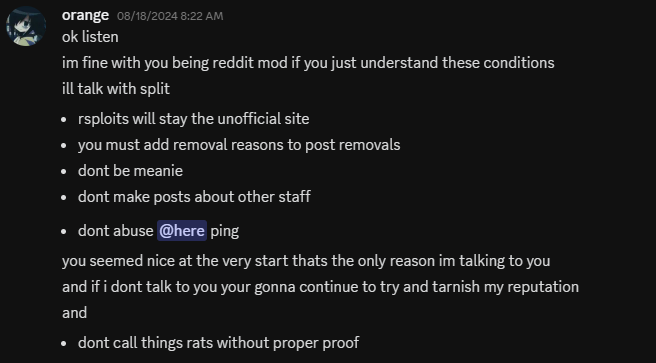 orange 08/18/2024 8:22 AM
ok listen
im fine with you being reddit mod if you just understand these conditions
ill talk with split
• rsploits will stay the unofficial site
• you must add removal reasons to post removals
• dont be meanie
• dont make posts about other staff
• dont abuse @here ping
you seemed nice at the very start thats the only reason im talking to you
and if i dont talk to you your gonna continue to try and tarnish my reputation
and
• dont call things rats without proper proof